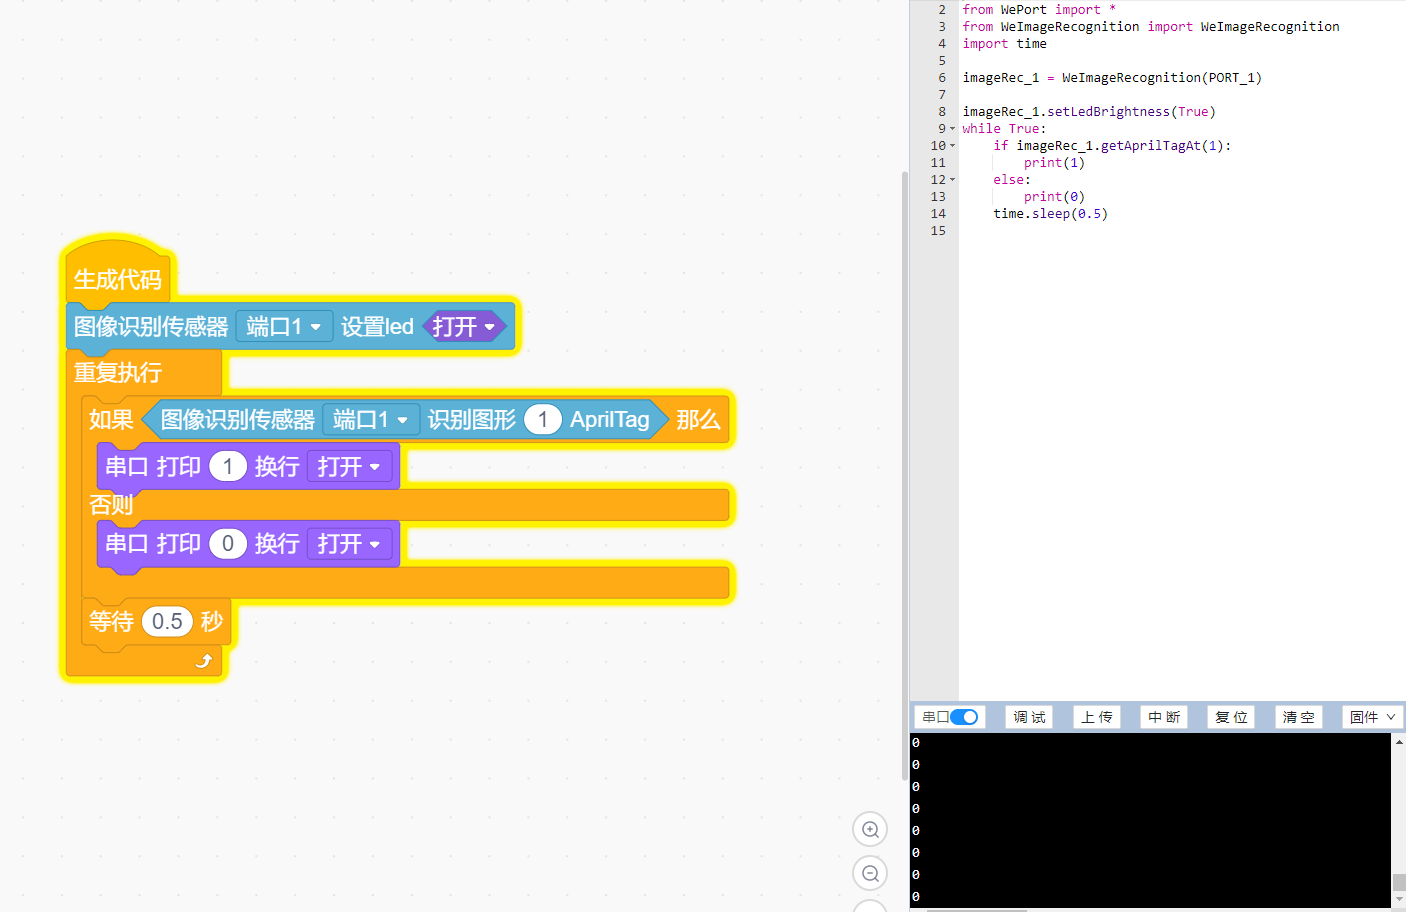 生成代码
图像识别传感器 端口1 设置led 打开
重复执行
如果 图像识别传感器 端口1 识别图形 1 AprilTag 那么
串口 打印 1 换行 打开
否则
串口 打印 0 换行 打开
等待 0.5 秒
2 from WePort import *
3 from WeImageRecognition import WeImageRecognition
4 import time
5
6 imageRec_1 = WeImageRecognition(PORT_1)
7
8 imageRec_1.setLedBrightness(True)
9 while True:
10     if imageRec_1.getAprilTagAt(1):
11         print(1)
12     else:
13         print(0)
14     time.sleep(0.5)
15
串口 调试 上传 中断 复位 清空 固件
0
0
0
0
0
0
0
0